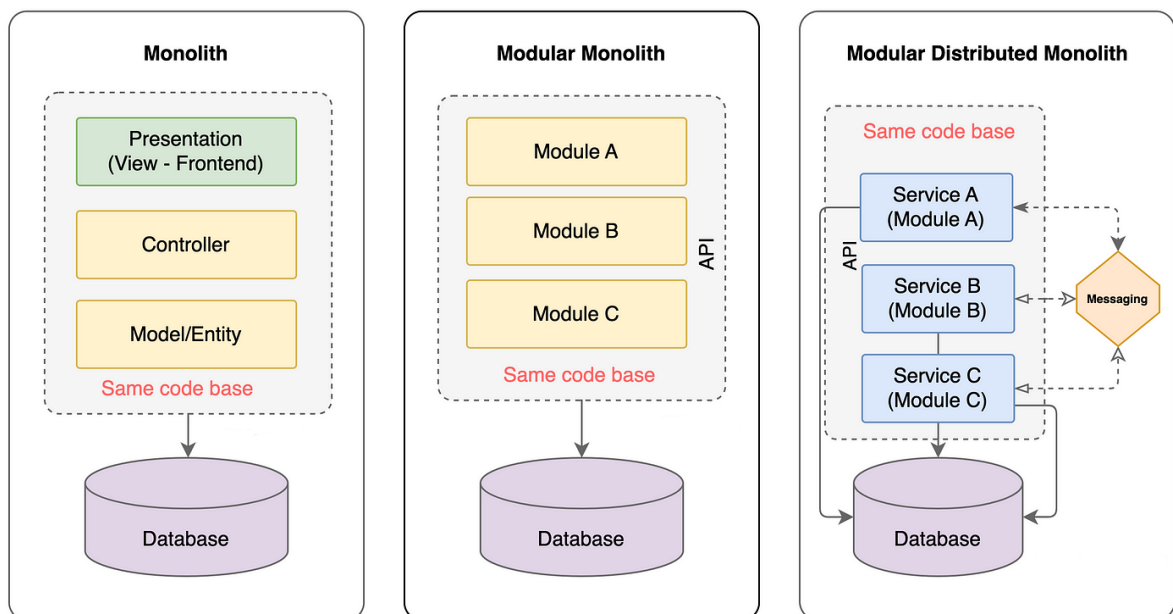 Monolith
Presentation
(View - Frontend)
Controller
Model/Entity
Same code base
Database
Modular Monolith
Module A
Module B
API
Module C
Same code base
Database
Modular Distributed Monolith
Same code base
Service A
(Module A)
API
Service B
(Module B)
Messaging
Service C
(Module C)
Database